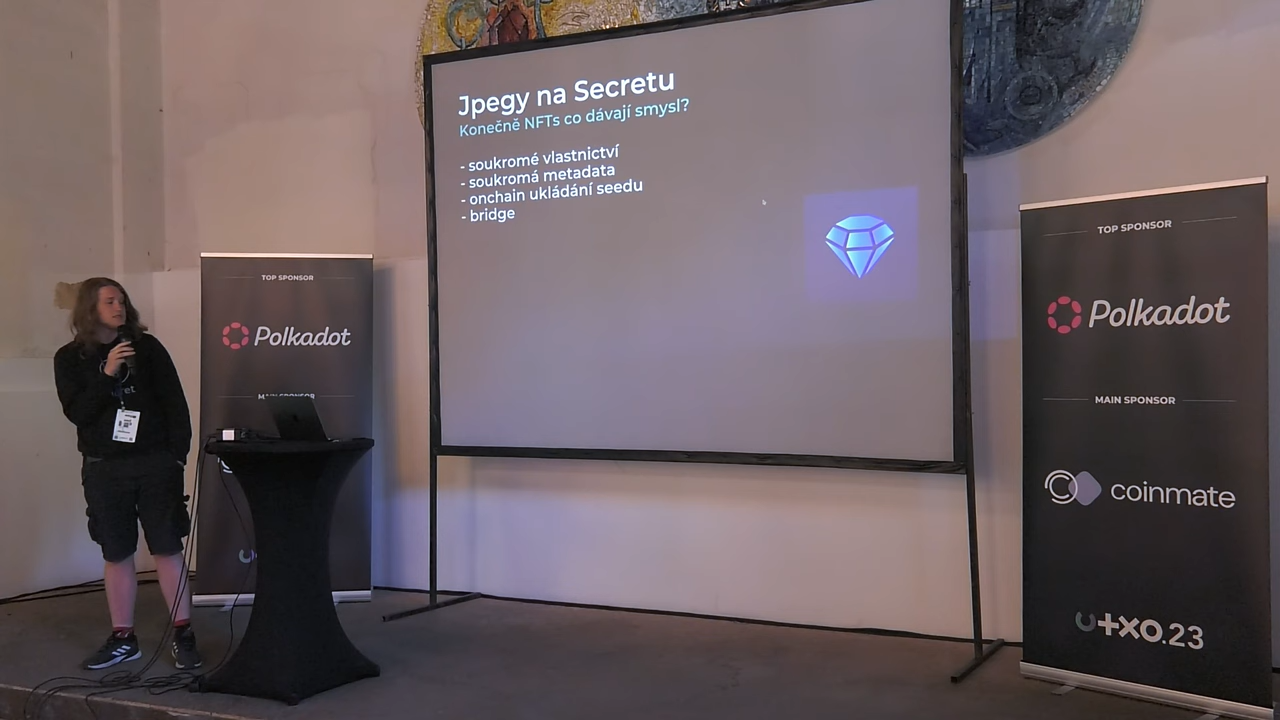 Jpegy na Secretu
Konečně NFTs co dávají smysl?
- soukromé vlastnictví
- soukromá metadata
- onchain ukládání seedu
- bridge
TOP SPONSOR
Polkadot
TOP SPONSOR
Polkadot
MAIN SPONSOR
coinmate
utxo.23